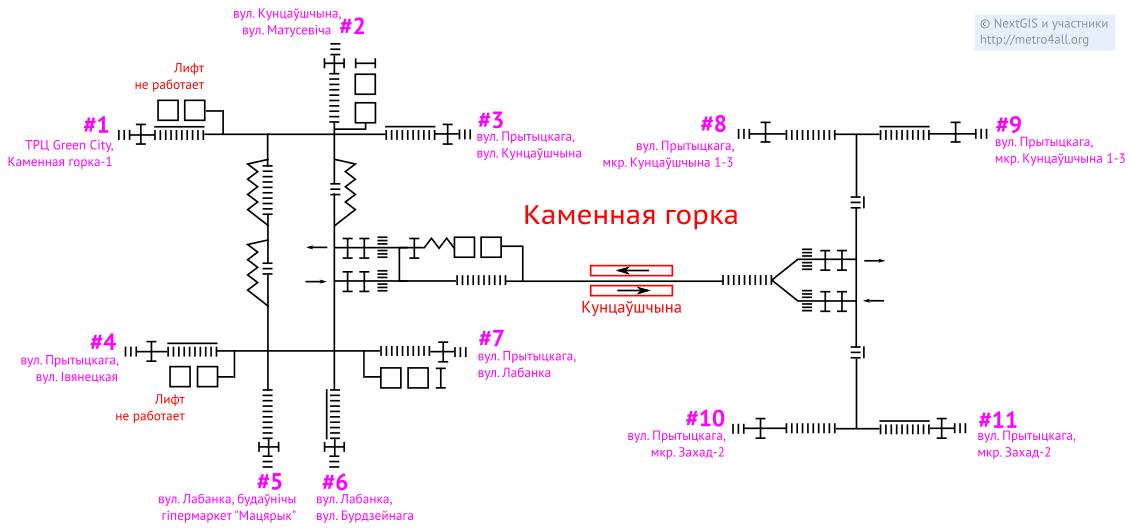 вул. Кунцаўшчына,
вул. Матусевіча
#2
© NextGIS и участники
http://metro4all.org
Лифт
не работает
#1
ТРЦ Green City,
Каменная горка-1
#3
вул. Прытыцкага,
вул. Кунцаўшчына
#8
вул. Прытыцкага,
мкр. Кунцаўшчына 1-3
#9
вул. Прытыцкага,
мкр. Кунцаўшчына 1-3
Каменная горка
Кунцаўшчына
#4
вул. Прытыцкага,
вул. Івянецкая
#7
вул. Прытыцкага,
вул. Лабанка
Лифт
не работает
#10
вул. Прытыцкага,
мкр. Захад-2
#11
вул. Прытыцкага,
мкр. Захад-2
#5
вул. Лабанка, будаўнічы
гіпермаркет "Мацярык"
#6
вул. Лабанка,
вул. Бурдзейнага